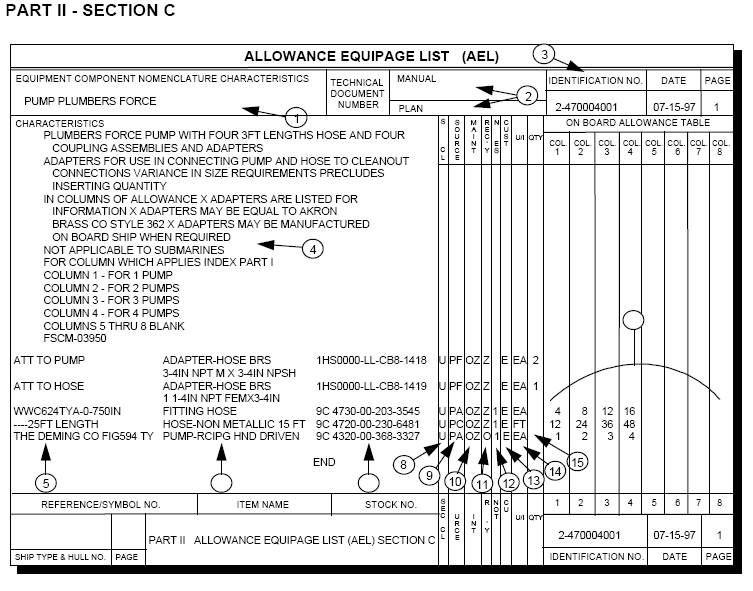 PART II - SECTION C
ALLOWANCE EQUIPAGE LIST (AEL)
3
EQUIPMENT COMPONENT NOMENCLATURE CHARACTERISTICS
PUMP PLUMBERS FORCE
1
TECHNICAL
DOCUMENT
NUMBER
MANUAL
PLAN
2
IDENTIFICATION NO.
DATE
PAGE
2-470004001
07-15-97
1
CHARACTERISTICS
PLUMBERS FORCE PUMP WITH FOUR 3FT LENGTHS HOSE AND FOUR
COUPLING ASSEMBLIES AND ADAPTERS
ADAPTERS FOR USE IN CONNECTING PUMP AND HOSE TO CLEANOUT
CONNECTIONS VARIANCE IN SIZE REQUIREMENTS PRECLUDES
INSERTING QUANTITY
IN COLUMNS OF ALLOWANCE X ADAPTERS ARE LISTED FOR
INFORMATION X ADAPTERS MAY BE EQUAL TO AKRON
BRASS CO STYLE 362 X ADAPTERS MAY BE MANUFACTURED
ON BOARD SHIP WHEN REQUIRED
NOT APPLICABLE TO SUBMARINES
4
FOR COLUMN WHICH APPLIES INDEX PART I
COLUMN 1 - FOR 1 PUMP
COLUMN 2 - FOR 2 PUMPS
COLUMN 3 - FOR 3 PUMPS
COLUMN 4 - FOR 4 PUMPS
COLUMNS 5 THRU 8 BLANK
FSCM-03950
S CL
SOURCE
MAINT
REC'Y
NES
CUST
U/I
QTY
ON BOARD ALLOWANCE TABLE
COL. 1 COL. 2 COL. 3 COL. 4 COL. 5 COL. 6 COL. 7 COL. 8
ATT TO PUMP ADAPTER-HOSE BRS 1HS0000-LL-CB8-1418 U PF OZ Z E EA 2
3-4IN NPT M X 3-4IN NPSH
ATT TO HOSE ADAPTER-HOSE BRS 1HS0000-LL-CB8-1419 U PF OZ Z E EA 1
1 1-4IN NPT FEMX3-4IN
WWC624TYA-0-750IN FITTING HOSE 9C 4730-00-203-3545 U PA OZ Z 1 E EA 4 8 12 16
----25FT LENGTH HOSE-NON METALLIC 15 FT 9C 4720-00-230-6481 U PC OZ Z 1 E FT 12 24 36 48
THE DEMING CO FIG594 TY PUMP-RCIPG HND DRIVEN 9C 4320-00-368-3327 U PA OZ O 1 E EA 1 2 3 4
END
5 8 9 10 11 12 13 14 15
REFERENCE/SYMBOL NO. ITEM NAME STOCK NO.
SEC CL
URCE
INT
R 'Y
NOT
CU
U/I
QTY
1 2 3 4 5 6 7 8
PART II ALLOWANCE EQUIPAGE LIST (AEL) SECTION C
2-470004001 07-15-97 1
SHIP TYPE & HULL NO. PAGE
IDENTIFICATION NO. DATE PAGE